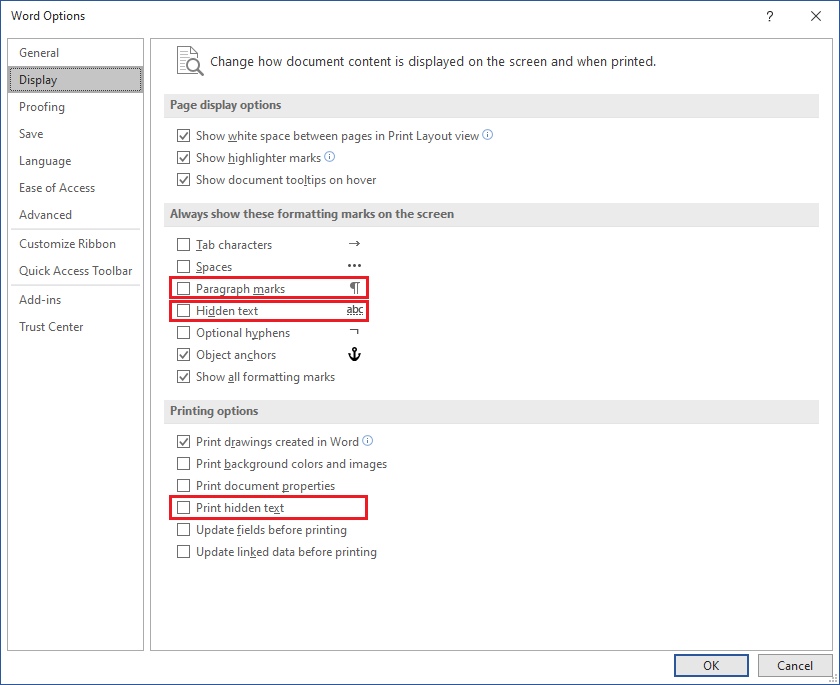 Word Options
?
General
Display
Proofing
Save
Language
Ease of Access
Advanced
Customize Ribbon
Quick Access Toolbar
Add-ins
Trust Center
Change how document content is displayed on the screen and when printed.
Page display options
Show white space between pages in Print Layout view
Show highlighter marks
Show document tooltips on hover
Always show these formatting marks on the screen
Tab characters →
Spaces •••
Paragraph marks ¶
Hidden text abc
Optional hyphens ¬
Object anchors
Show all formatting marks
Printing options
Print drawings created in Word
Print background colors and images
Print document properties
Print hidden text
Update fields before printing
Update linked data before printing
OK Cancel